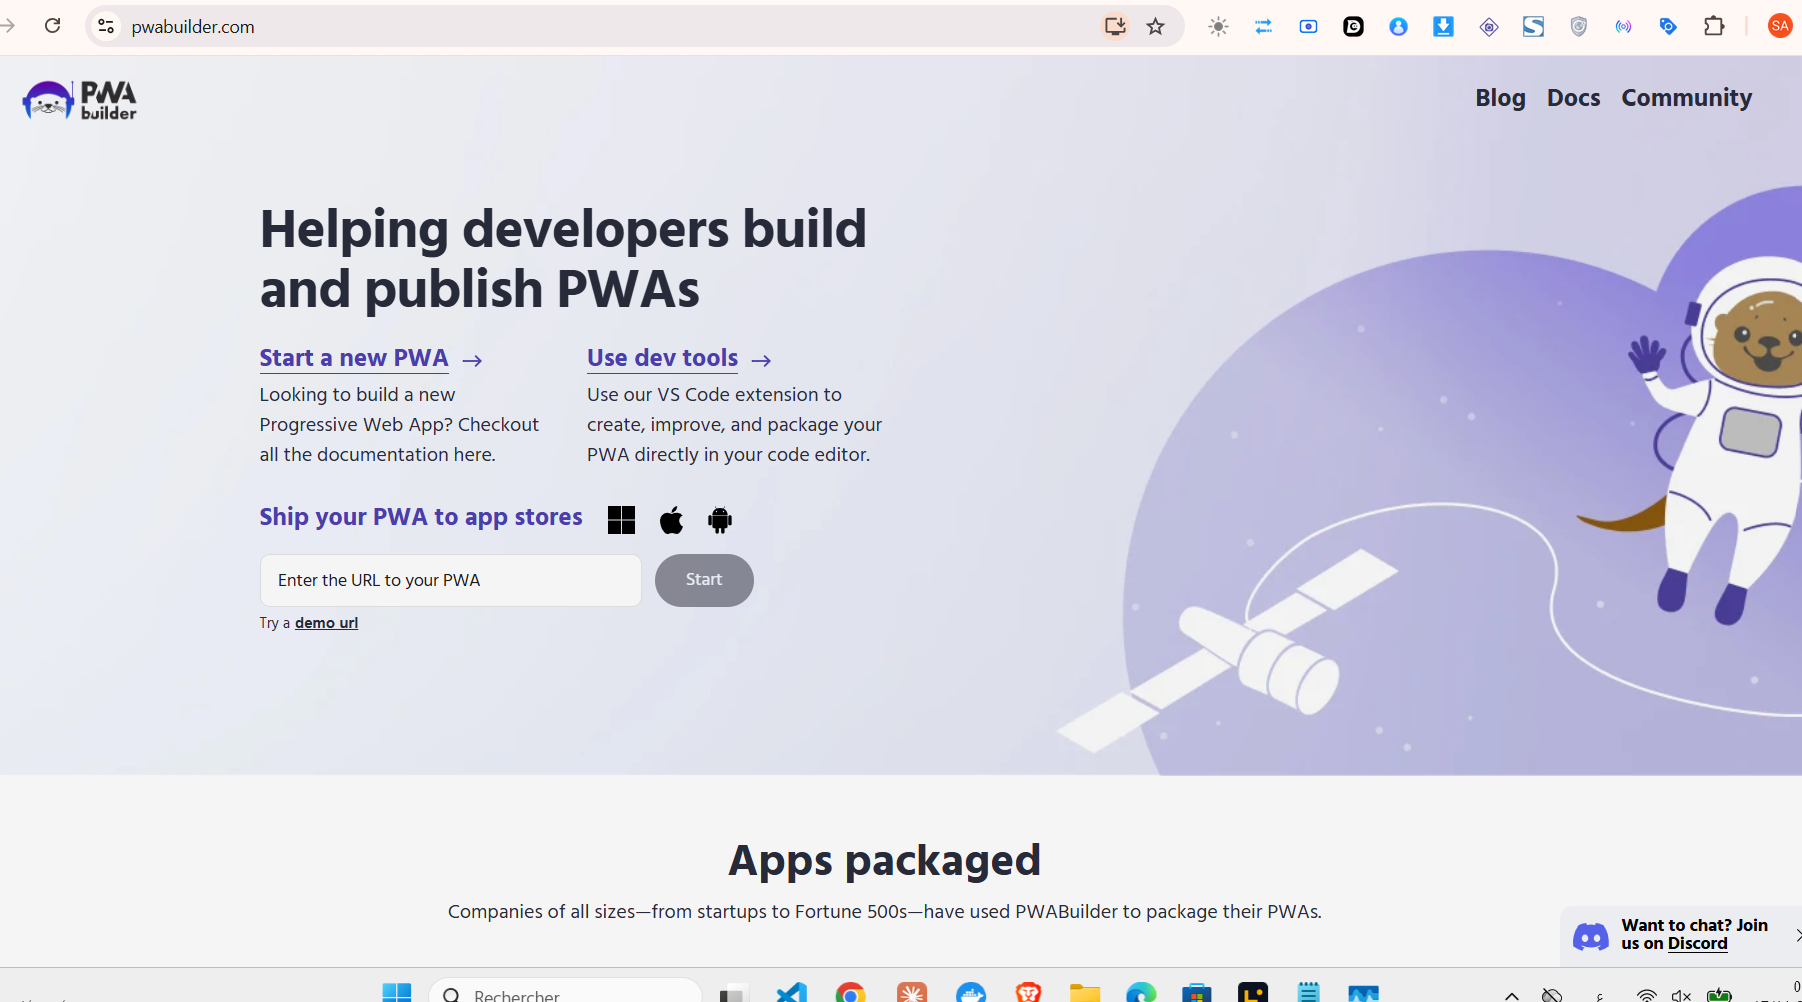 pwabuilder.com
SA
PWA
builder
Blog Docs Community
Helping developers build
and publish PWAs
Start a new PWA →
Looking to build a new
Progressive Web App? Checkout
all the documentation here.
Use dev tools →
Use our VS Code extension to
create, improve, and package your
PWA directly in your code editor.
Ship your PWA to app stores
Enter the URL to your PWA
Start
Try a demo url
Apps packaged
Companies of all sizes—from startups to Fortune 500s—have used PWABuilder to package their PWAs.
Want to chat? Join
us on Discord
Rechercher